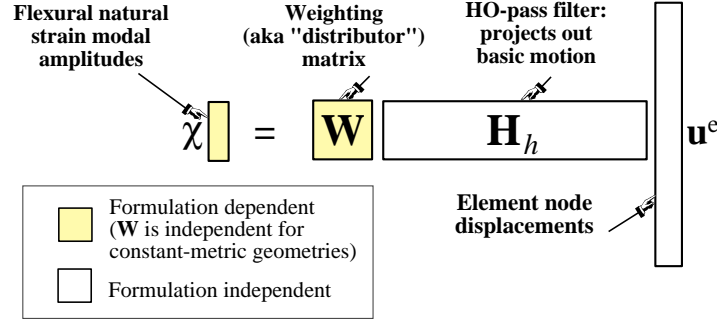 Flexural natural
strain modal
amplitudes
Weighting
(aka "distributor")
matrix
HO-pass filter:
projects out
basic motion
χ = W H_h u^e
Element node
displacements
Formulation dependent
(W is independent for
constant-metric geometries)
Formulation independent